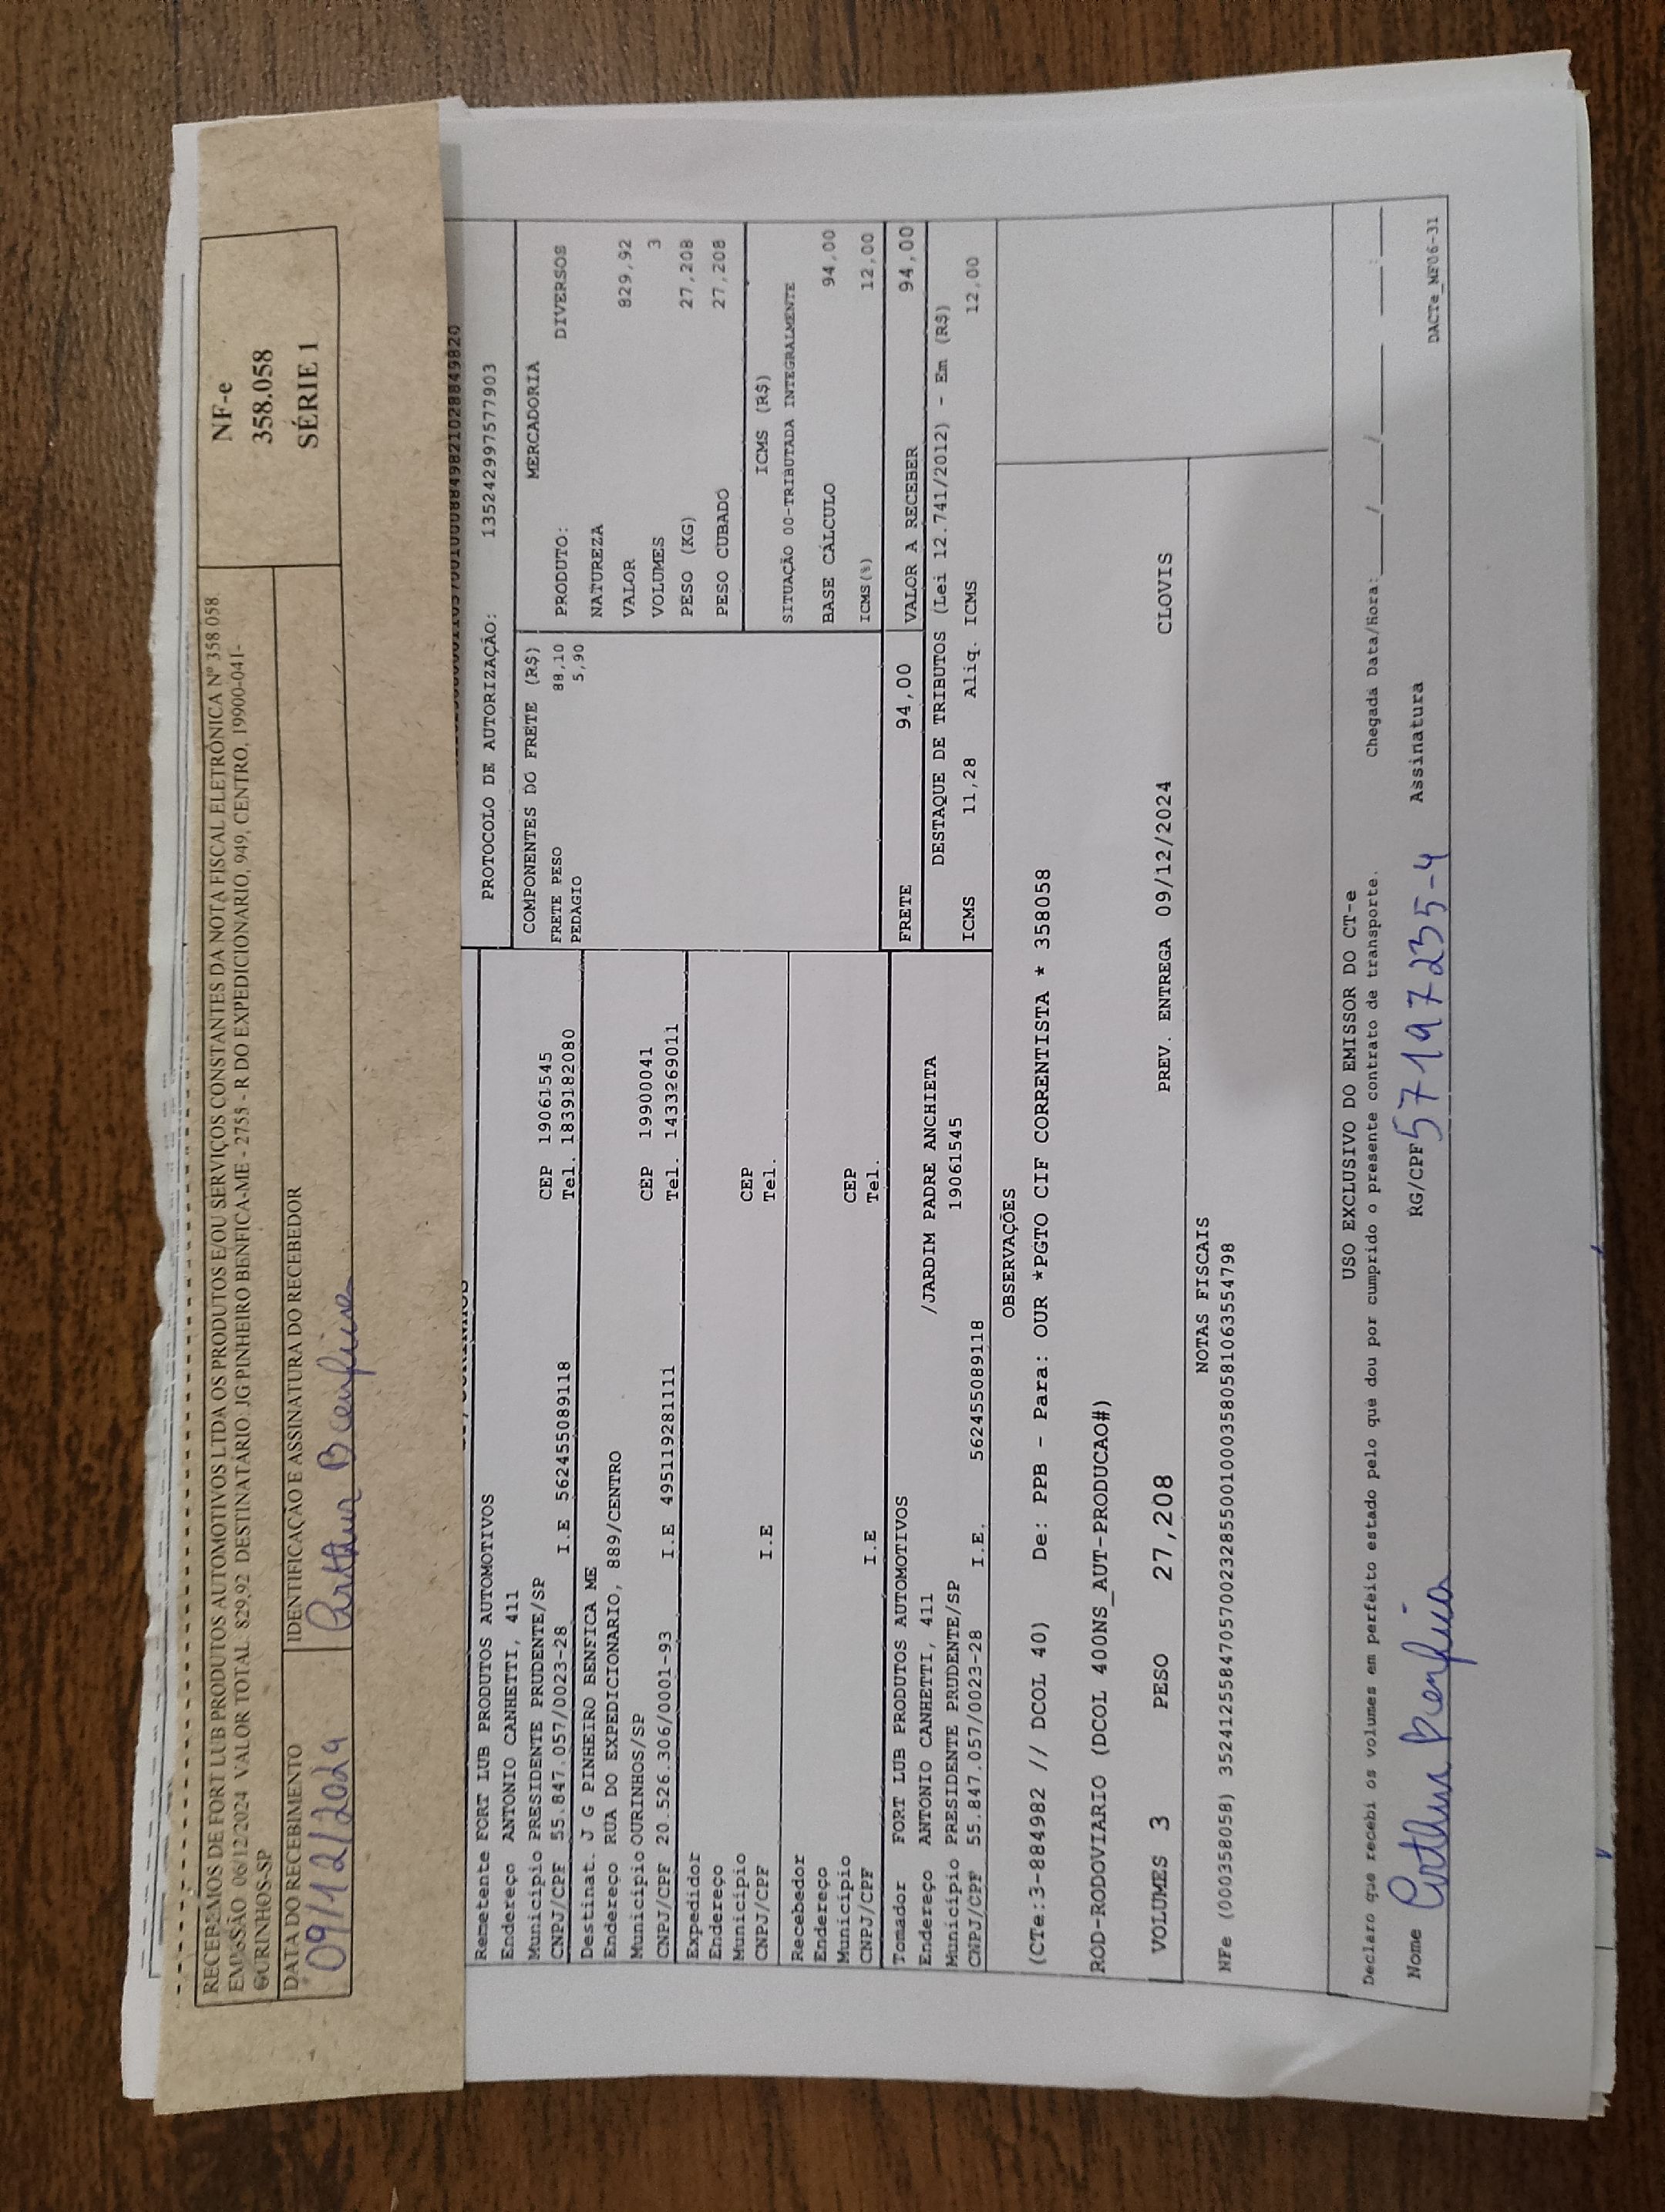 RECEBEMOS DE FORT LUB PRODUTOS AUTOMOTIVOS LTDA OS PRODUTOS E/OU SERVIÇOS CONSTANTES DA NOTA FISCAL ELETRÔNICA Nº 358.058
EMISSÃO: 06/12/2024 VALOR TOTAL: 829,92 DESTINATÁRIO: JG PINHEIRO BENFICA-ME - 2755 - R DO EXPEDICIONARIO, 949, CENTRO, 19900-041-
OURINHOS-SP
NF-e
358.058
SÉRIE 1
DATA DO RECEBIMENTO
IDENTIFICAÇÃO E ASSINATURA DO RECEBEDOR
09/12/2024
Arthur Benfica
PROTOCOLO DE AUTORIZAÇÃO: 135242997577903
Remetente FORT LUB PRODUTOS AUTOMOTIVOS
Endereço ANTONIO CANHETTI, 411
Município PRESIDENTE PRUDENTE/SP CEP 19061545
CNPJ/CPF 55.847.057/0023-28 I.E 562455089118 Tel. 1839182080
Destinat. J G PINHEIRO BENFICA ME
Endereço RUA DO EXPEDICIONARIO, 889/CENTRO
Município OURINHOS/SP CEP 19900041
CNPJ/CPF 20.526.306/0001-93 I.E 495119281111 Tel. 1433269011
Expedidor
Endereço
Município CEP
CNPJ/CPF I.E Tel.
Recebedor
Endereço
Município CEP
CNPJ/CPF I.E Tel.
Tomador FORT LUB PRODUTOS AUTOMOTIVOS
Endereço ANTONIO CANHETTI, 411 /JARDIM PADRE ANCHIETA
Município PRESIDENTE PRUDENTE/SP 19061545
CNPJ/CPF 55.847.057/0023-28 I.E. 562455089118
COMPONENTES DO FRETE (R$)
FRETE PESO 88,10
PEDAGIO 5,90
MERCADORIA
PRODUTO: DIVERSOS
NATUREZA
VALOR 829,92
VOLUMES 3
PESO (KG) 27,208
PESO CUBADO 27,208
ICMS (R$)
SITUAÇÃO 00-TRIBUTADA INTEGRALMENTE
BASE CÁLCULO 94,00
ICMS(%) 12,00
FRETE 94,00 VALOR A RECEBER 94,00
DESTAQUE DE TRIBUTOS (Lei 12.741/2012) - Em (R$)
ICMS 11,28 Aliq. ICMS 12,00
OBSERVAÇÕES
(CTe:3-884982 // DCOL 40) De: PPB - Para: OUR *PGTO CIF CORRENTISTA * 358058
ROD-RODOVIARIO (DCOL 400NS_AUT-PRODUCAO#)
VOLUMES 3 PESO 27,208 PREV. ENTREGA 09/12/2024 CLOVIS
NOTAS FISCAIS
NFe (000358058) 35241255847057002328550010003580581063554798
USO EXCLUSIVO DO EMISSOR DO CT-e
Declaro que recebi os volumes em perfeito estado pelo que dou por cumprido o presente contrato de transporte. Chegada Data/Hora: ___/___/___ ___:___
Nome Arthur Benfica RG/CPF 57197235-4 Assinatura
DACTe_MF06-31